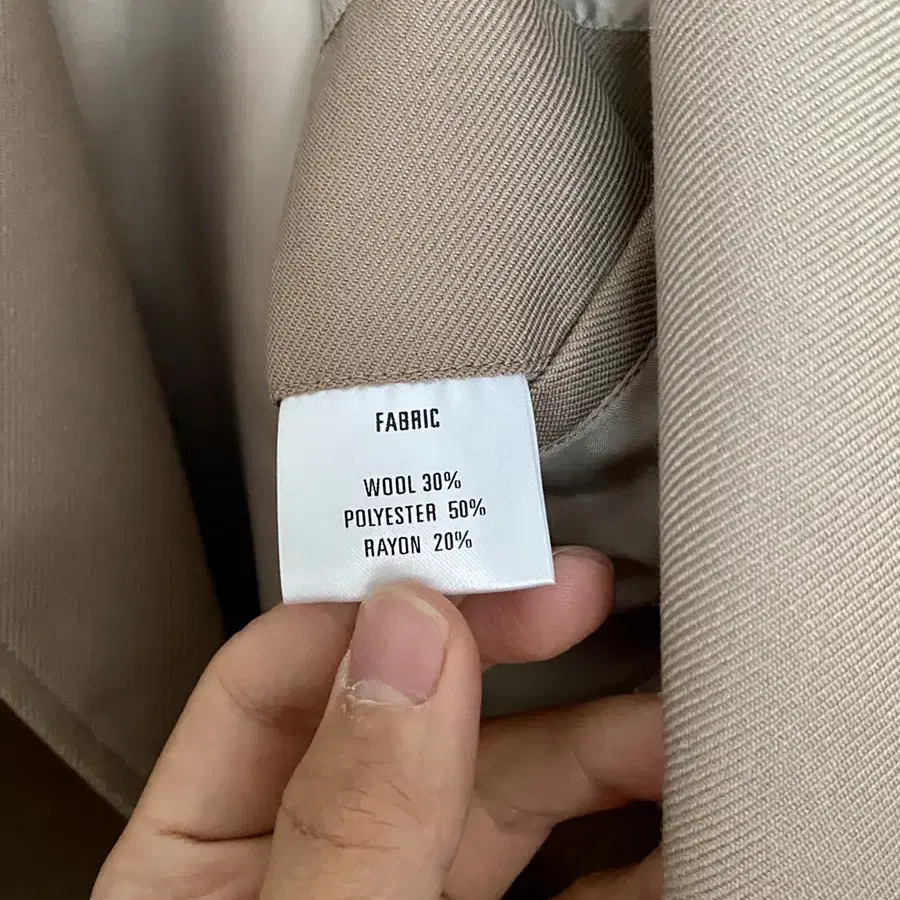 FABRIC
WOOL 30%
POLYESTER 50%
RAYON 20%